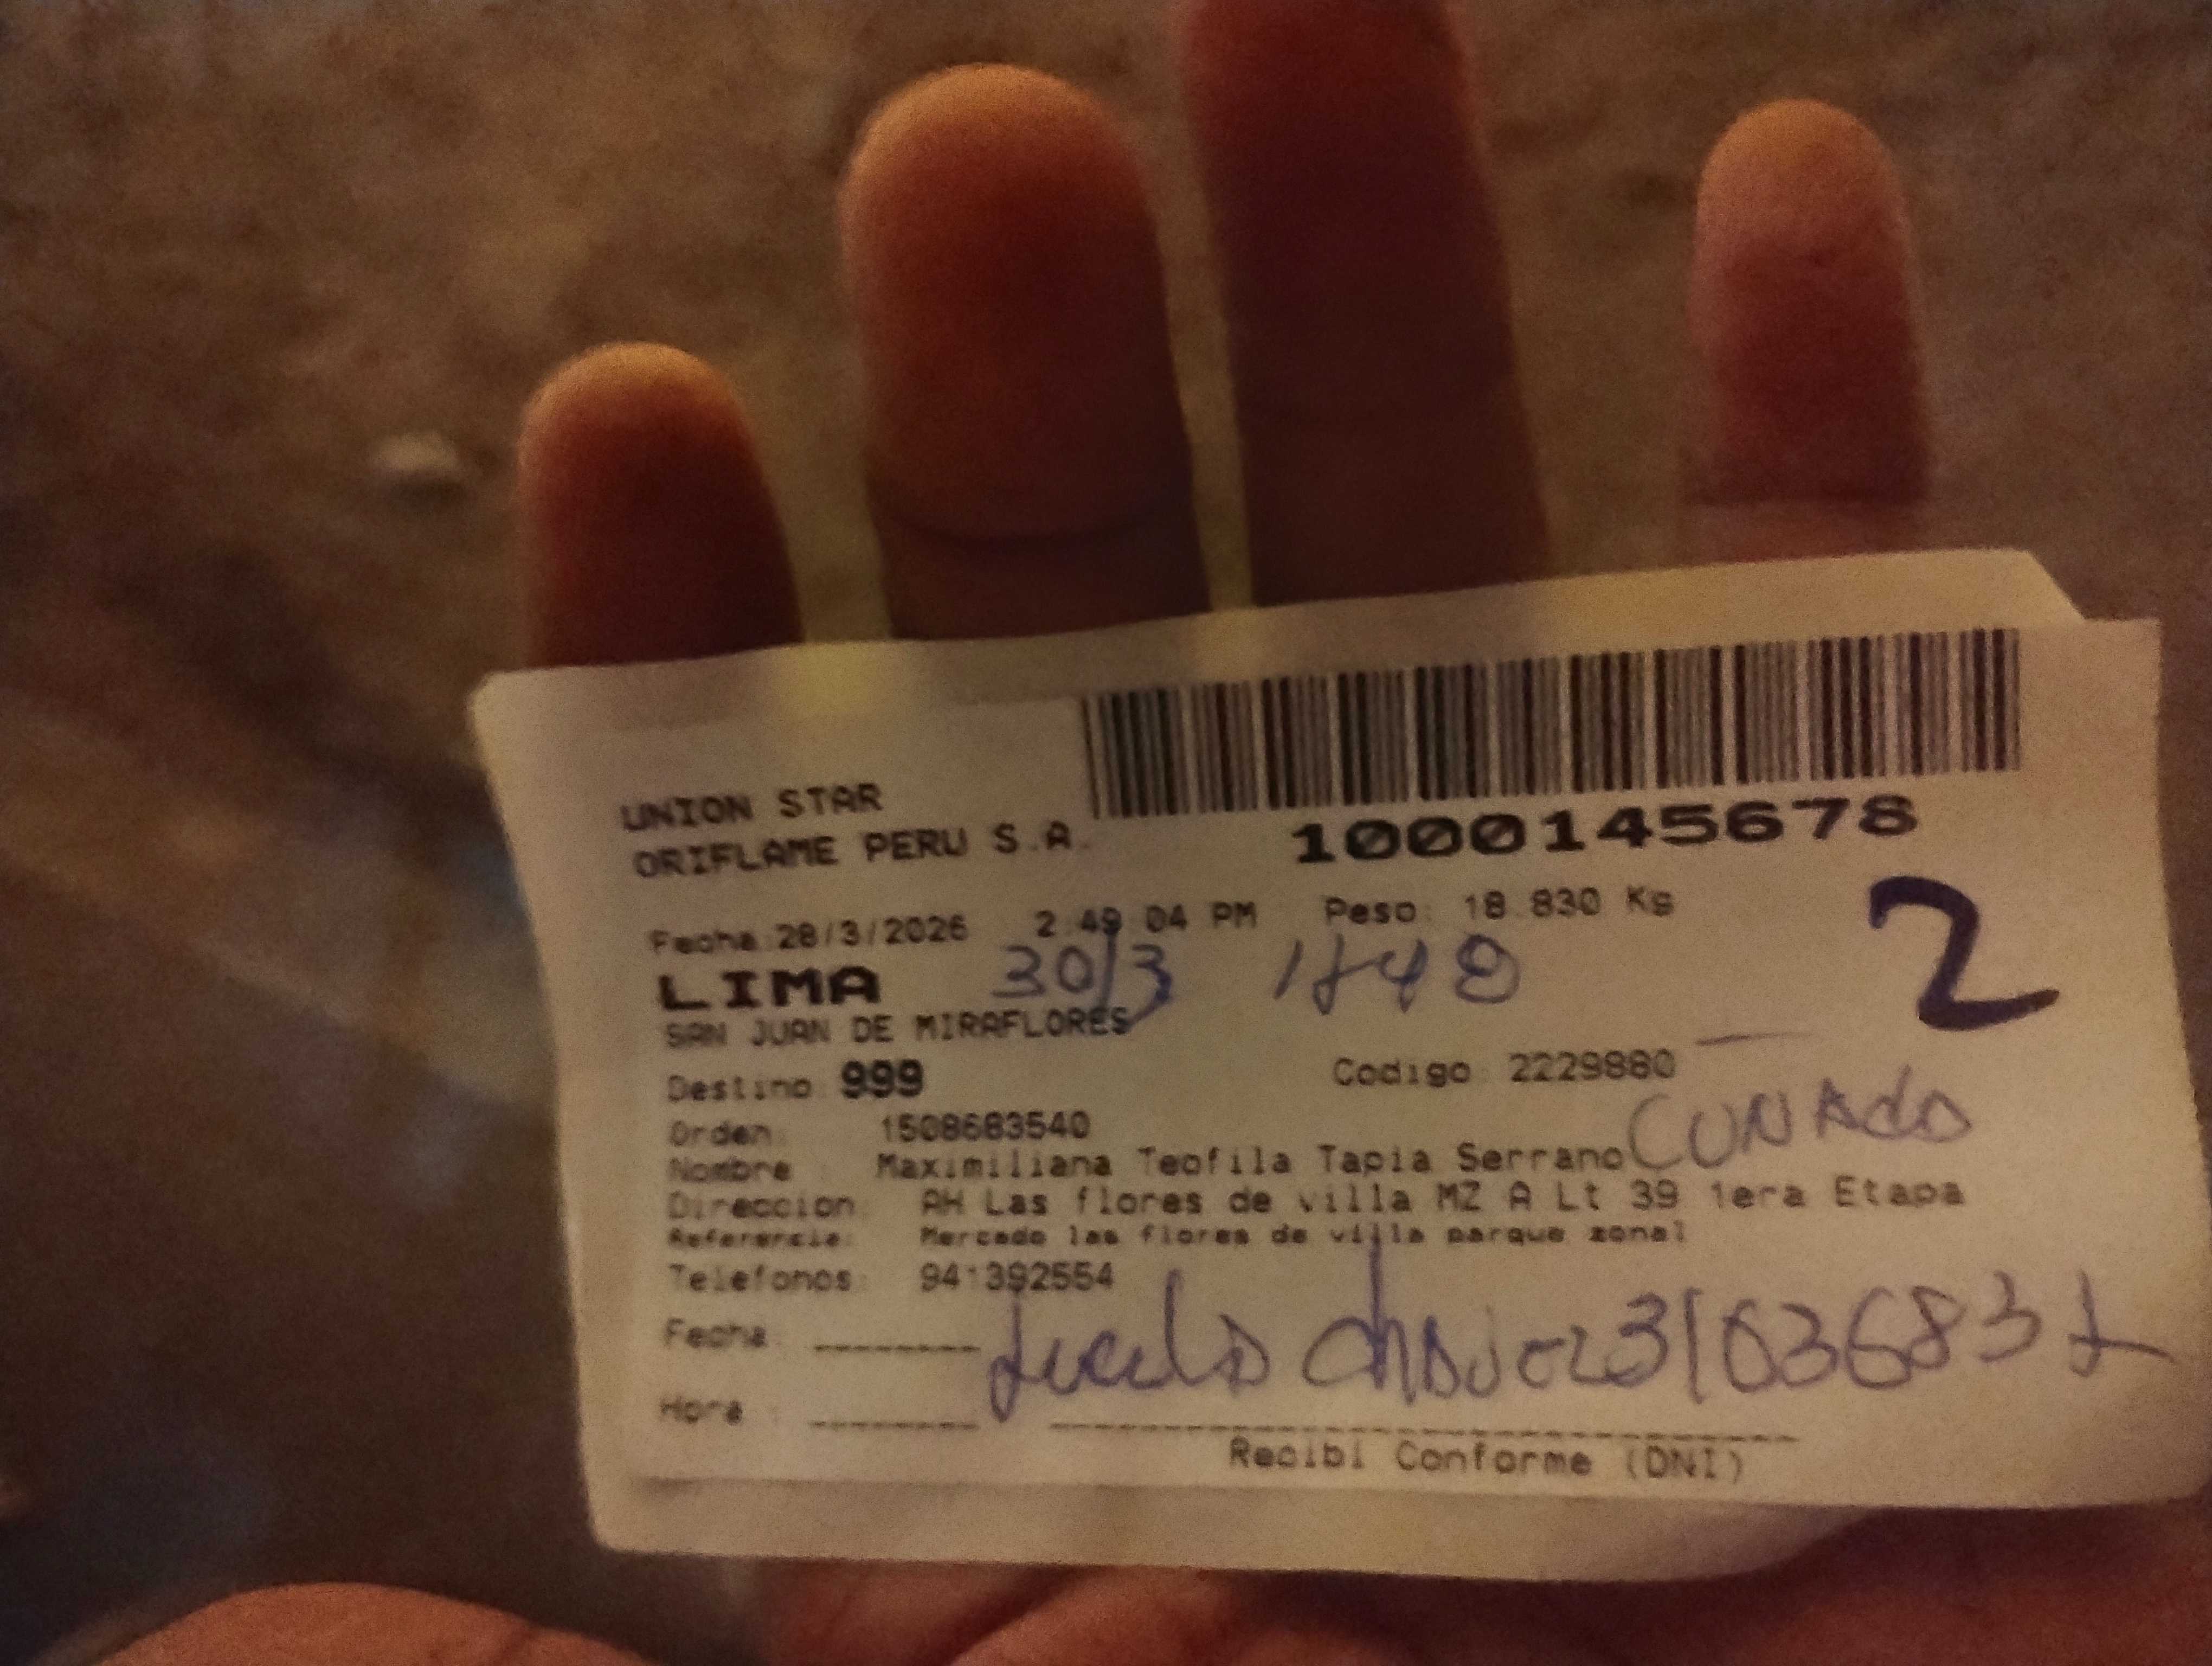 UNION STAR
ORIFLAME PERU S.A.
1000145678
Fecha:28/3/2026 2:49:04 PM Peso: 18.830 Kg
2
LIMA 30/3
SAN JUAN DE MIRAFLORES
Destino: 999 Codigo: 2229880
Orden: 1508683540
CUNAdo
Nombre Maximiliana Teofila Tapia Serrano
Direccion: AH Las flores de villa MZ A Lt 39 1era Etapa
Referencia: Mercado las flores de villa parque zonal
Telefonos: 941392554
Fecha:
Hora :
Recibi Conforme (DNI)